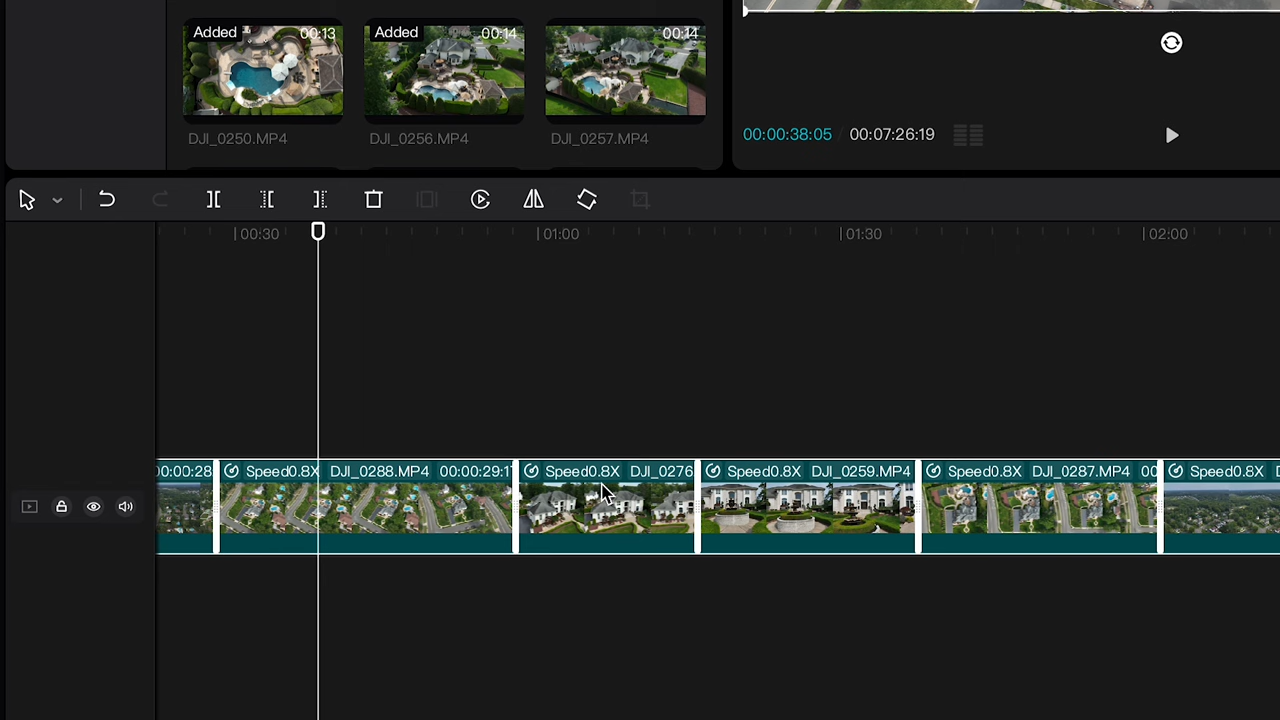 Added 00:13 Added 00:14 00:14
DJI_0250.MP4 DJI_0256.MP4 DJI_0257.MP4
00:00:38:05 / 00:07:26:19
00:30 01:00 01:30 02:00
00:00:28 Speed0.8X DJI_0288.MP4 00:00:29:1 Speed0.8X DJI_0276 Speed0.8X DJI_0259.MP4 Speed0.8X DJI_0287.MP4 00 Speed0.8X